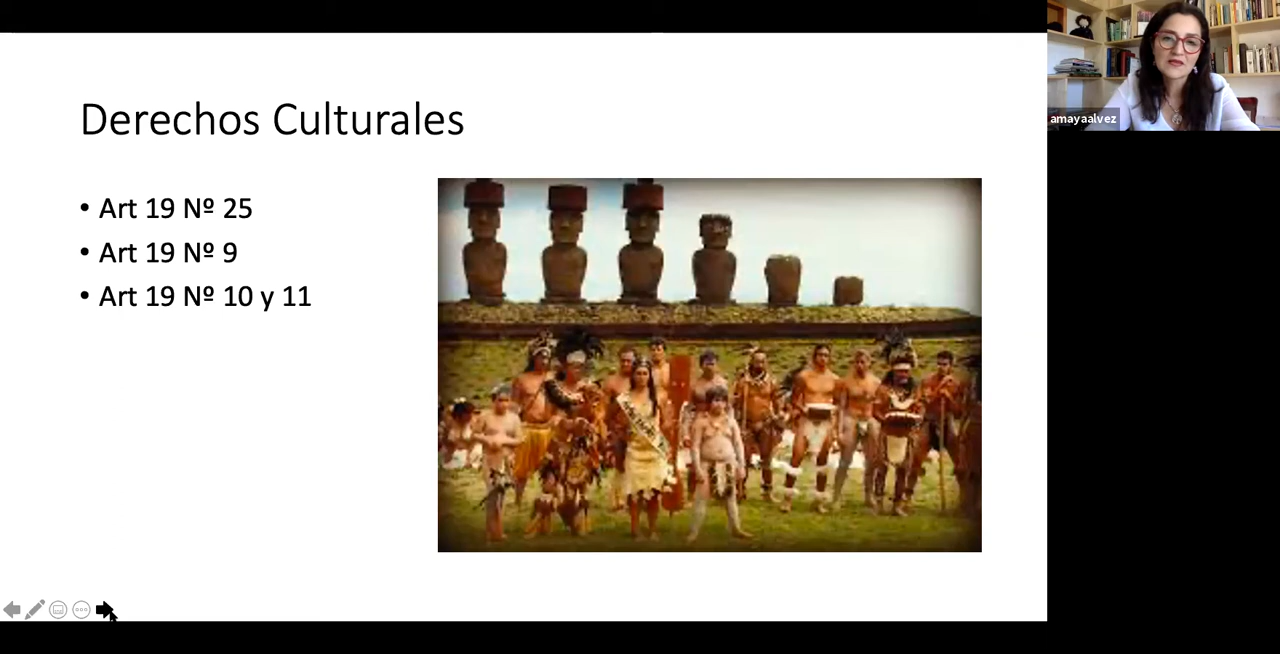 Derechos Culturales
• Art 19 Nº 25
• Art 19 Nº 9
• Art 19 Nº 10 y 11
amayaalvez